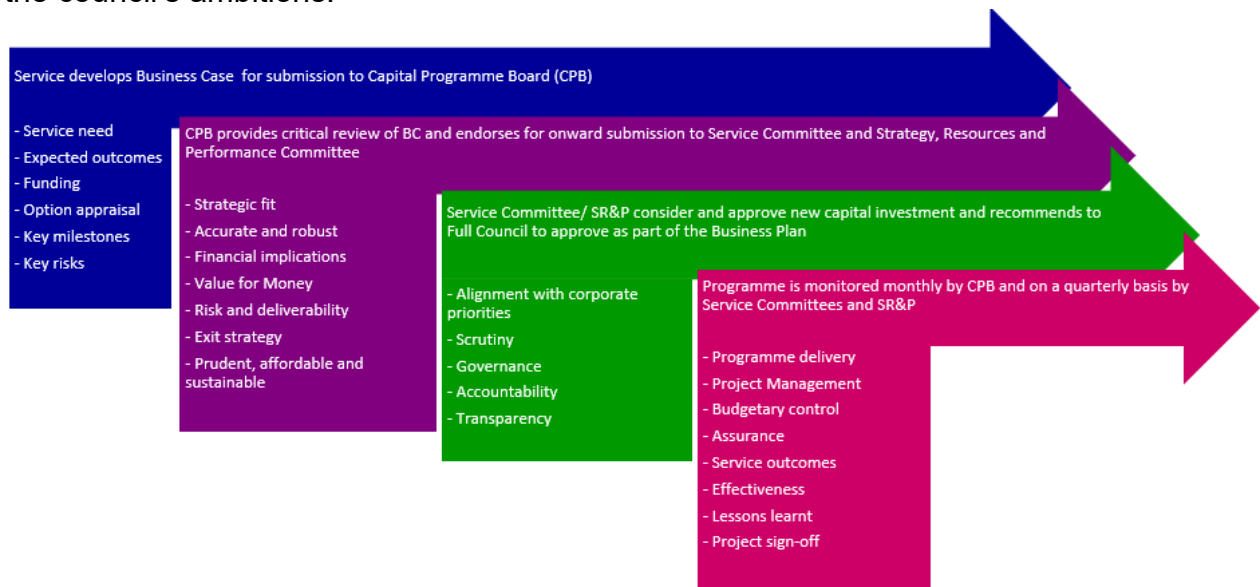 the council's ambitions.
Service develops Business Case for submission to Capital Programme Board (CPB)
- Service need
- Expected outcomes
- Funding
- Option appraisal
- Key milestones
- Key risks
CPB provides critical review of BC and endorses for onward submission to Service Committee and Strategy, Resources and
Performance Committee
- Strategic fit
- Accurate and robust
- Financial implications
- Value for Money
- Risk and deliverability
- Exit strategy
- Prudent, affordable and
sustainable
Service Committee/ SR&P consider and approve new capital investment and recommends to
Full Council to approve as part of the Business Plan
- Alignment with corporate
priorities
- Scrutiny
- Governance
- Accountability
- Transparency
Programme is monitored monthly by CPB and on a quarterly basis by
Service Committees and SR&P
- Programme delivery
- Project Management
- Budgetary control
- Assurance
- Service outcomes
- Effectiveness
- Lessons learnt
- Project sign-off